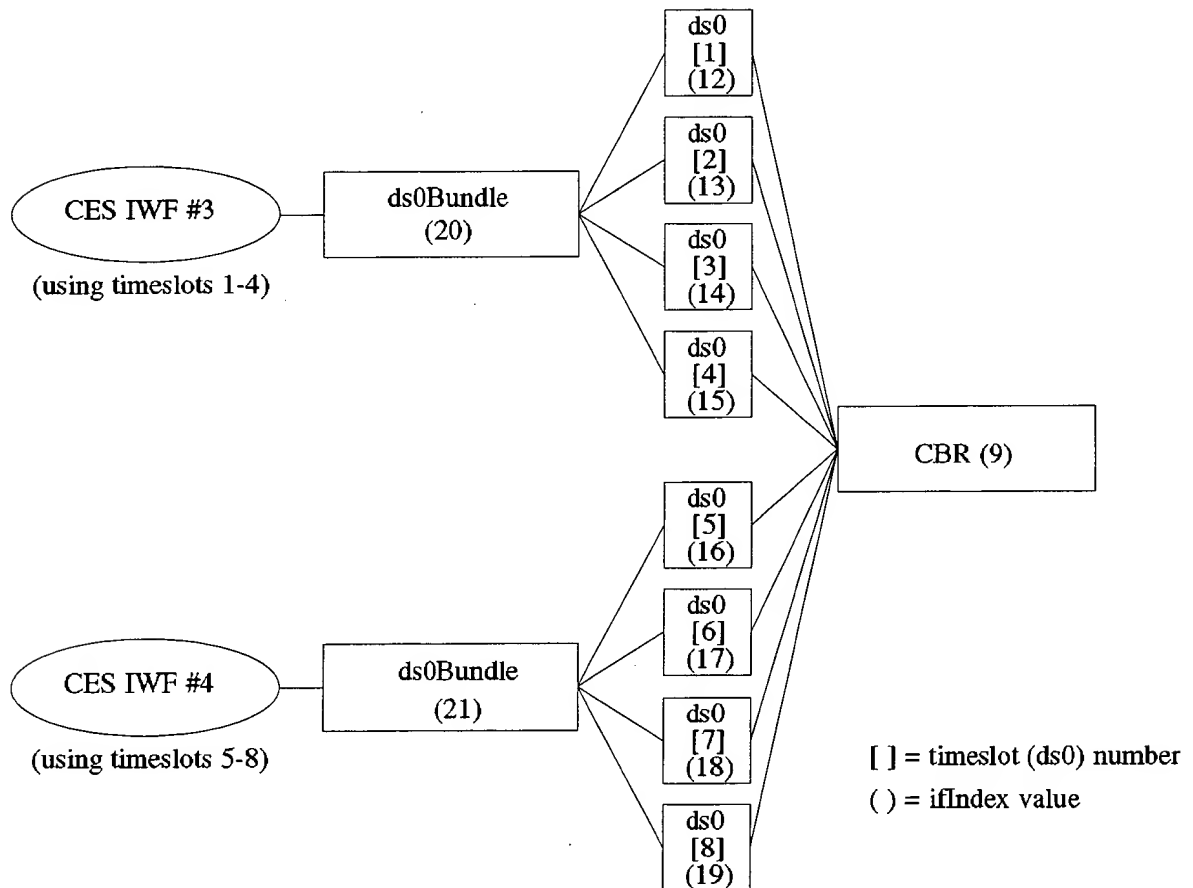 ds0
[1]
(12)
ds0
[2]
(13)
CES IWF #3
(using timeslots 1-4)
ds0Bundle
(20)
ds0
[3]
(14)
ds0
[4]
(15)
CBR (9)
ds0
[5]
(16)
ds0
[6]
(17)
CES IWF #4
(using timeslots 5-8)
ds0Bundle
(21)
ds0
[7]
(18)
ds0
[8]
(19)
[ ] = timeslot (ds0) number
( ) = ifIndex value